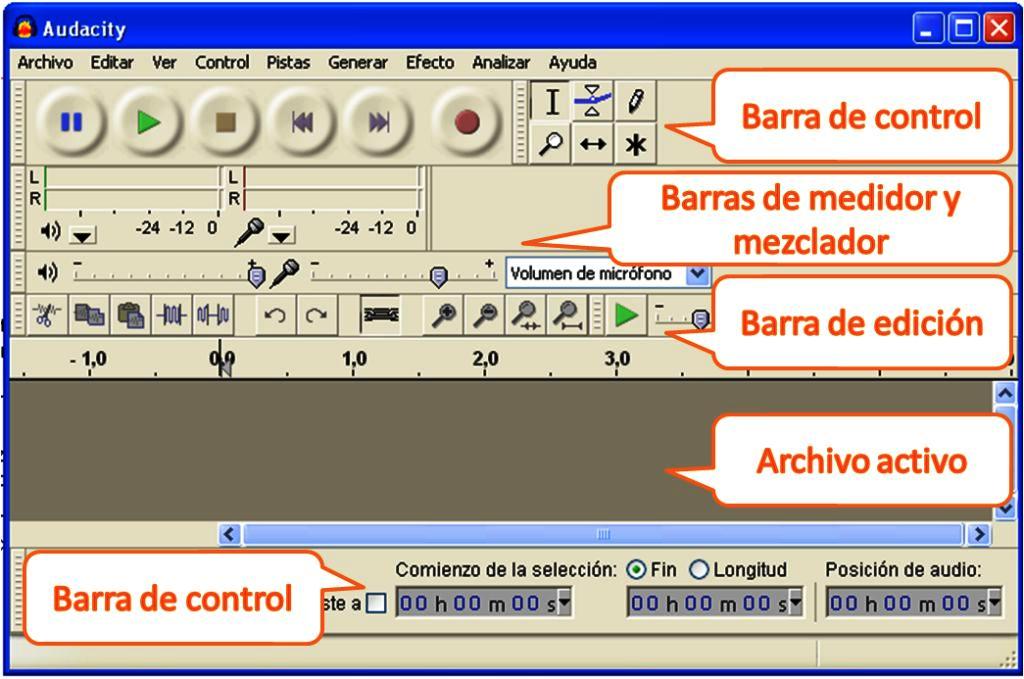 Audacity
Archivo Editar Ver Control Pistas Generar Efecto Analizar Ayuda
Barra de control
L
R
-24 -12 0
L
R
-24 -12 0
Barras de medidor y
mezclador
- +
- +
Volumen de micrófono
Barra de edición
-
- 1,0 0,0 1,0 2,0 3,0
Archivo activo
Comienzo de la selección: Fin Longitud Posición de audio:
Barra de control
ste a 00 h 00 m 00 s 00 h 00 m 00 s 00 h 00 m 00 s